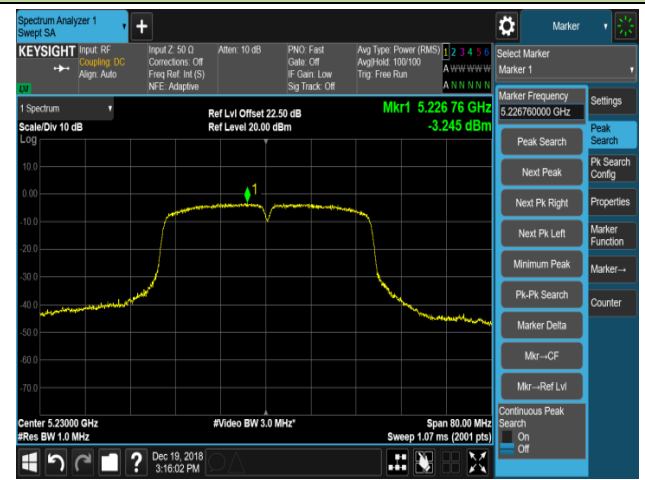 Spectrum Analyzer 1
Swept SA
Marker
KEYSIGHT
Input: RF
Coupling: DC
Align: Auto
Input Z: 50 Ω
Corrections: Off
Freq Ref: Int (S)
NFE: Adaptive
Atten: 10 dB
PNO: Fast
Gate: Off
IF Gain: Low
Sig Track: Off
Avg Type: Power (RMS)
Avg|Hold: 100/100
Trig: Free Run
1 2 3 4 5 6
A W W W W W
A N N N N N
LXI
Select Marker
Marker 1
1 Spectrum
Scale/Div 10 dB
Log
Ref Lvl Offset 22.50 dB
Ref Level 20.00 dBm
Mkr1 5.226 76 GHz
-3.245 dBm
10.0
0.00
-10.0
-20.0
-30.0
-40.0
-50.0
-60.0
-70.0
1
Center 5.23000 GHz
#Res BW 1.0 MHz
#Video BW 3.0 MHz*
Span 80.00 MHz
Sweep 1.07 ms (2001 pts)
Marker Frequency
5.226760000 GHz
Peak Search
Next Peak
Next Pk Right
Next Pk Left
Minimum Peak
Pk-Pk Search
Marker Delta
Mkr→CF
Mkr→Ref Lvl
Continuous Peak
Search
On
Off
Settings
Peak
Search
Pk Search
Config
Properties
Marker
Function
Marker→
Counter
?
Dec 19, 2018
3:16:02 PM